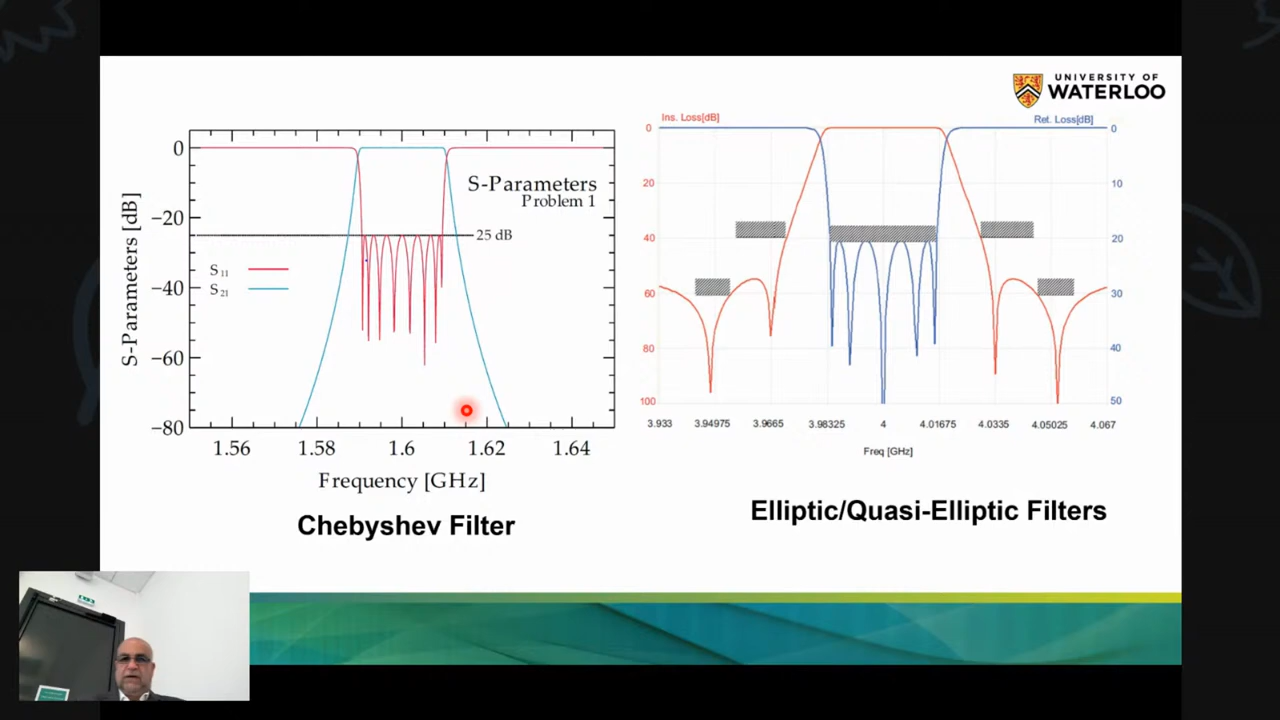 UNIVERSITY OF
WATERLOO
S-Parameters [dB]
0
−20
−40
−60
−80
S-Parameters
Problem 1
25 dB
S11
S21
1.56
1.58
1.6
1.62
1.64
Frequency [GHz]
Chebyshev Filter
Ins. Loss[dB]
Ret. Loss[dB]
0
20
40
60
80
100
0
10
20
30
40
50
3.933
3.94975
3.9665
3.98325
4
4.01675
4.0335
4.05025
4.067
Freq [GHz]
Elliptic/Quasi-Elliptic Filters